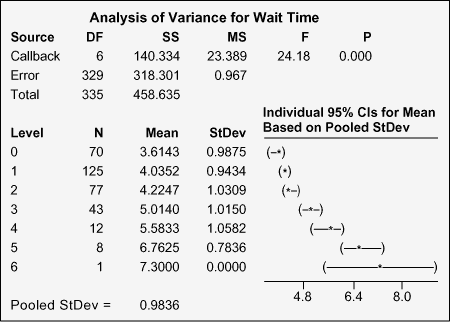 Analysis of Variance for Wait Time
Source DF SS MS F P
Callback 6 140.334 23.389 24.18 0.000
Error 329 318.301 0.967
Total 335 458.635
Individual 95% CIs for Mean
Based on Pooled StDev
Level N Mean StDev
0 70 3.6143 0.9875 (–*)
1 125 4.0352 0.9434 (*)
2 77 4.2247 1.0309 (*–)
3 43 5.0140 1.0150 (–*–)
4 12 5.5833 1.0582 (––*–)
5 8 6.7625 0.7836 (–*––)
6 1 7.3000 0.0000 (––––*––––)
4.8 6.4 8.0
Pooled StDev = 0.9836